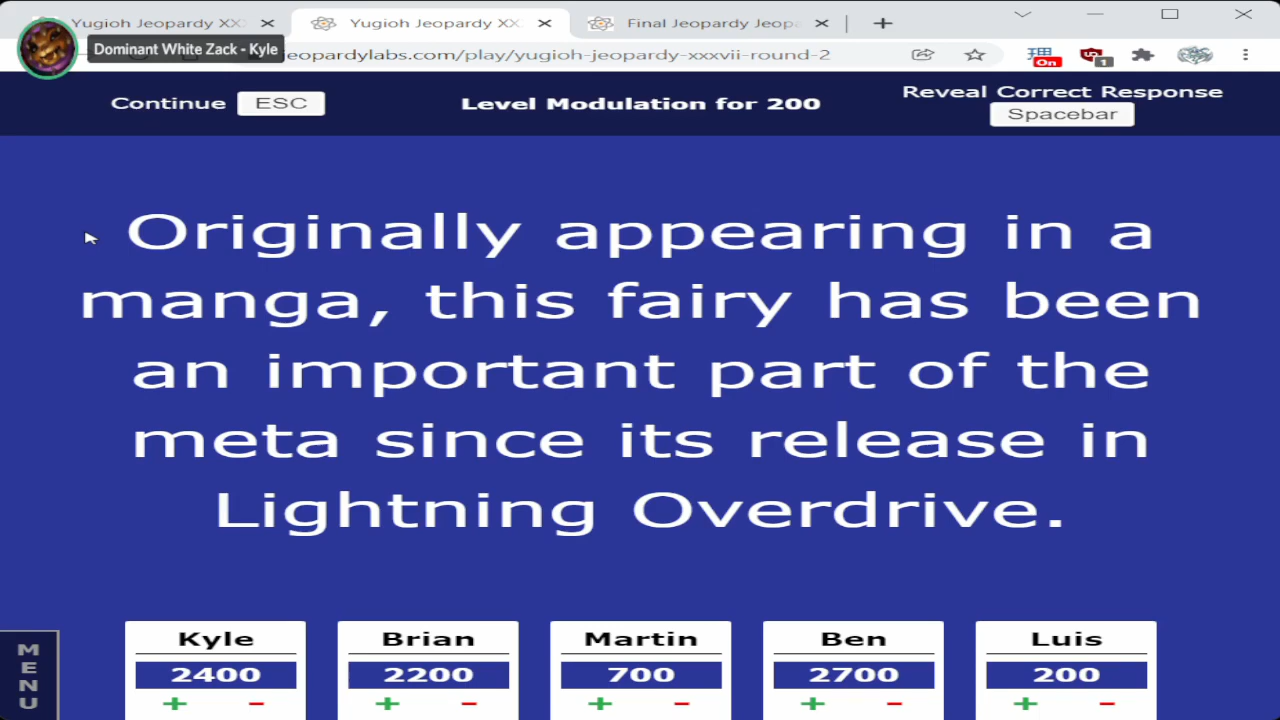 Yugioh Jeopardy XX
Yugioh Jeopardy XX
Final Jeopardy Jeop
Dominant White Zack - Kyle
eopardylabs.com/play/yugioh-jeopardy-xxxvii-round-2
On
1
Continue ESC
Level Modulation for 200
Reveal Correct Response
Spacebar
Originally appearing in a
manga, this fairy has been
an important part of the
meta since its release in
Lightning Overdrive.
MENU
Kyle Brian Martin Ben Luis
2400 2200 700 2700 200
+ - + - + - + - + -